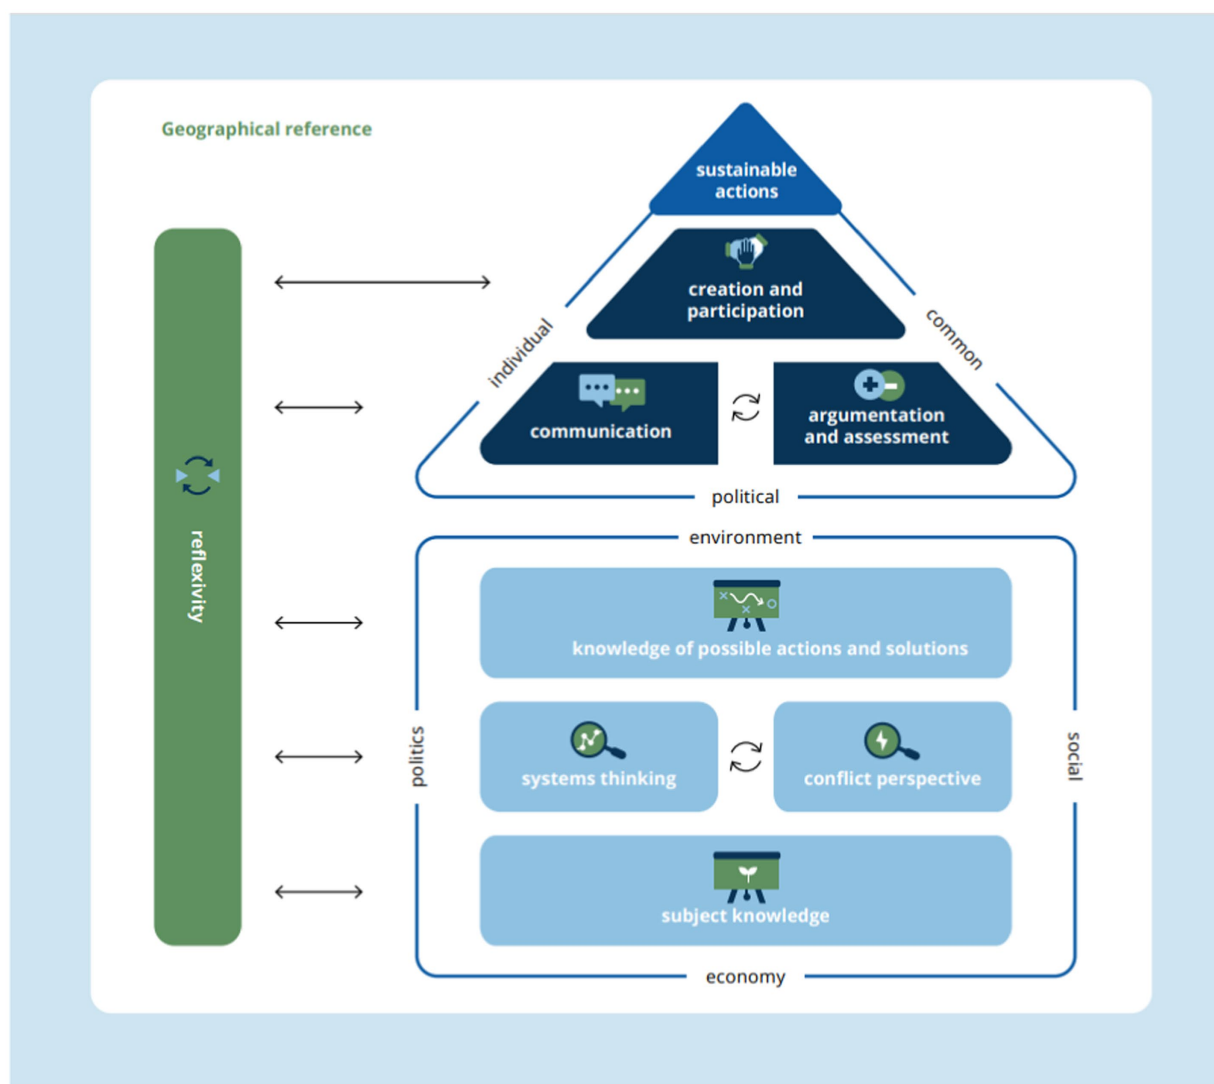 Geographical reference
sustainable
actions
creation and
participation
individual
common
communication
argumentation
and assessment
political
reflexivity
environment
knowledge of possible actions and solutions
politics
social
systems thinking
conflict perspective
subject knowledge
economy